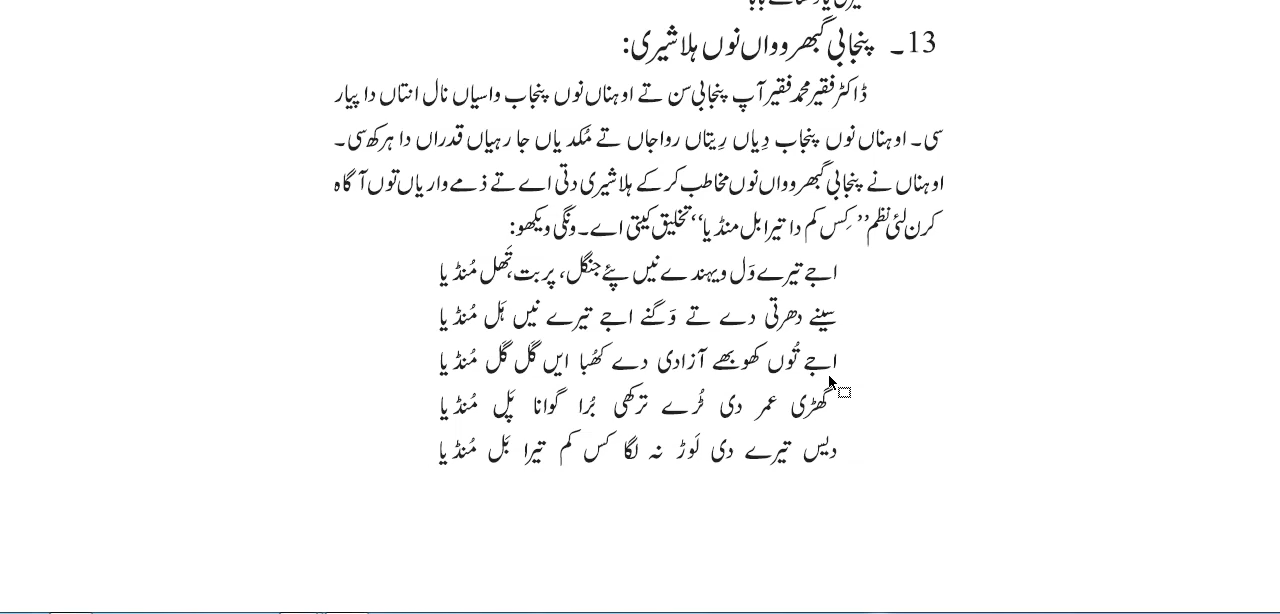 13۔ پنجابی گبھروواں نوں ہلاشیری:
ڈاکٹر فقیر محمد فقیر آپ پنجابی سن تے اوہناں نوں پنجاب واسیاں نال انتاں دا پیار
سی۔ اوہناں نوں پنجاب دِیاں رِیتاں رواجاں تے مُکدیاں جا رہیاں قدراں دا ہرکھ سی۔
اوہناں نے پنجابی گبھروواں نوں مخاطب کر کے ہلاشیری دتی اے تے ذمے واریاں توں آگاہ
کرن لئی نظم ’’کِس کم دا تیرا بل منڈیا‘‘ تخلیق کیتی اے۔ ونگی ویکھو:
اجے تیرے وَل ویہندے نیں پئے جنگل، پربت، تَھل مُنڈیا
سینے دھرتی دے تے وَگنے اجے تیرے نیں ہَل مُنڈیا
اجے تُوں کھوبھے آزادی دے کُھبا ایں گل گل مُنڈیا
گھڑی عمر دی ٹُرے ترکھی بُرا گوانا پَل مُنڈیا
دیس تیرے دی لَوڑ نہ لگا کس کم تیرا بَل مُنڈیا